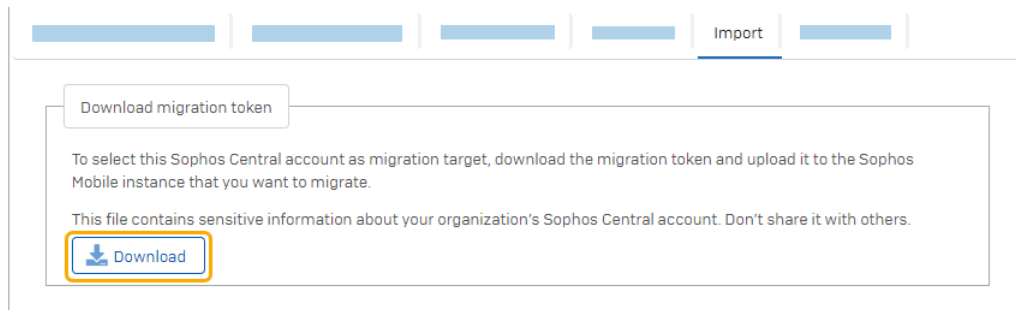 Import
Download migration token
To select this Sophos Central account as migration target, download the migration token and upload it to the Sophos
Mobile instance that you want to migrate.
This file contains sensitive information about your organization's Sophos Central account. Don't share it with others.
Download